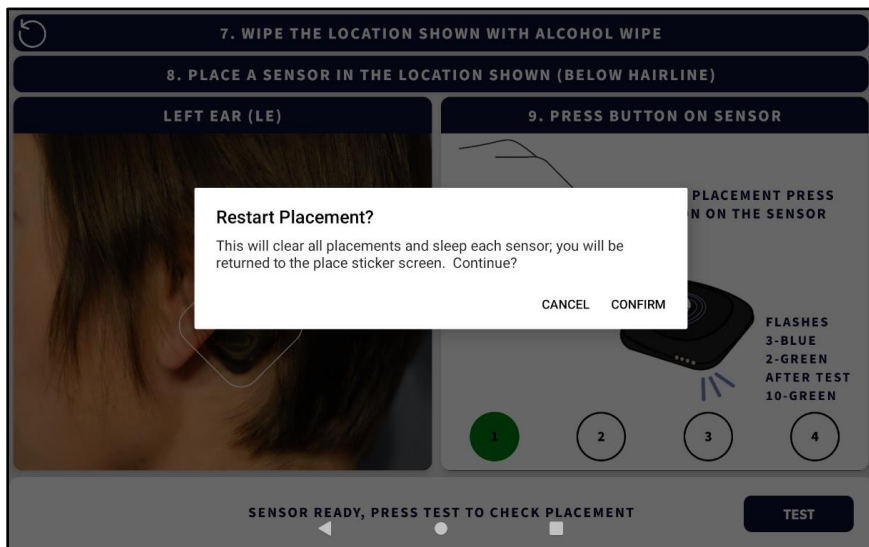 7. WIPE THE LOCATION SHOWN WITH ALCOHOL WIPE
8. PLACE A SENSOR IN THE LOCATION SHOWN (BELOW HAIRLINE)
LEFT EAR (LE)
9. PRESS BUTTON ON SENSOR
PLACEMENT PRESS
ON THE SENSOR
Restart Placement?
This will clear all placements and sleep each sensor; you will be
returned to the place sticker screen. Continue?
CANCEL CONFIRM
FLASHES
3-BLUE
2-GREEN
AFTER TEST
10-GREEN
1 2 3 4
SENSOR READY, PRESS TEST TO CHECK PLACEMENT
TEST